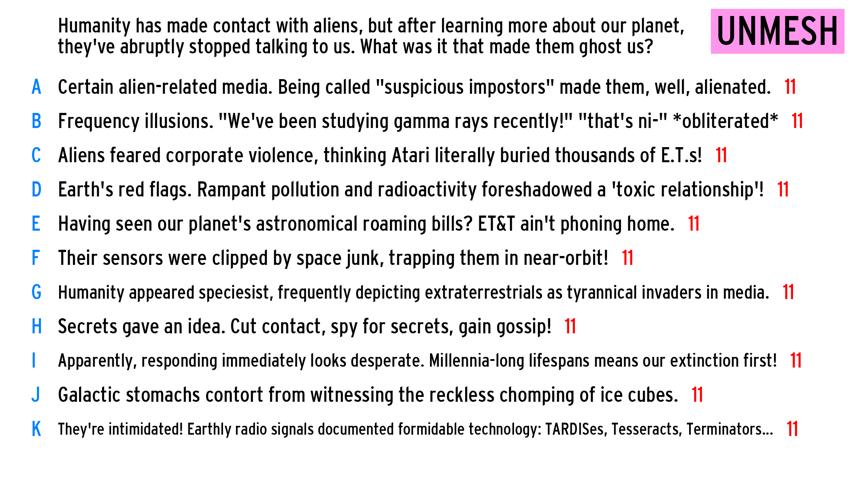 Humanity has made contact with aliens, but after learning more about our planet,
they've abruptly stopped talking to us. What was it that made them ghost us?
UNMESH
A Certain alien-related media. Being called "suspicious impostors" made them, well, alienated. 11
B Frequency illusions. "We've been studying gamma rays recently!" "that's ni-" *obliterated* 11
C Aliens feared corporate violence, thinking Atari literally buried thousands of E.T.s! 11
D Earth's red flags. Rampant pollution and radioactivity foreshadowed a 'toxic relationship'! 11
E Having seen our planet's astronomical roaming bills? ET&T ain't phoning home. 11
F Their sensors were clipped by space junk, trapping them in near-orbit! 11
G Humanity appeared speciesist, frequently depicting extraterrestrials as tyrannical invaders in media. 11
H Secrets gave an idea. Cut contact, spy for secrets, gain gossip! 11
I Apparently, responding immediately looks desperate. Millennia-long lifespans means our extinction first! 11
J Galactic stomachs contort from witnessing the reckless chomping of ice cubes. 11
K They're intimidated! Earthly radio signals documented formidable technology: TARDISes, Tesseracts, Terminators... 11